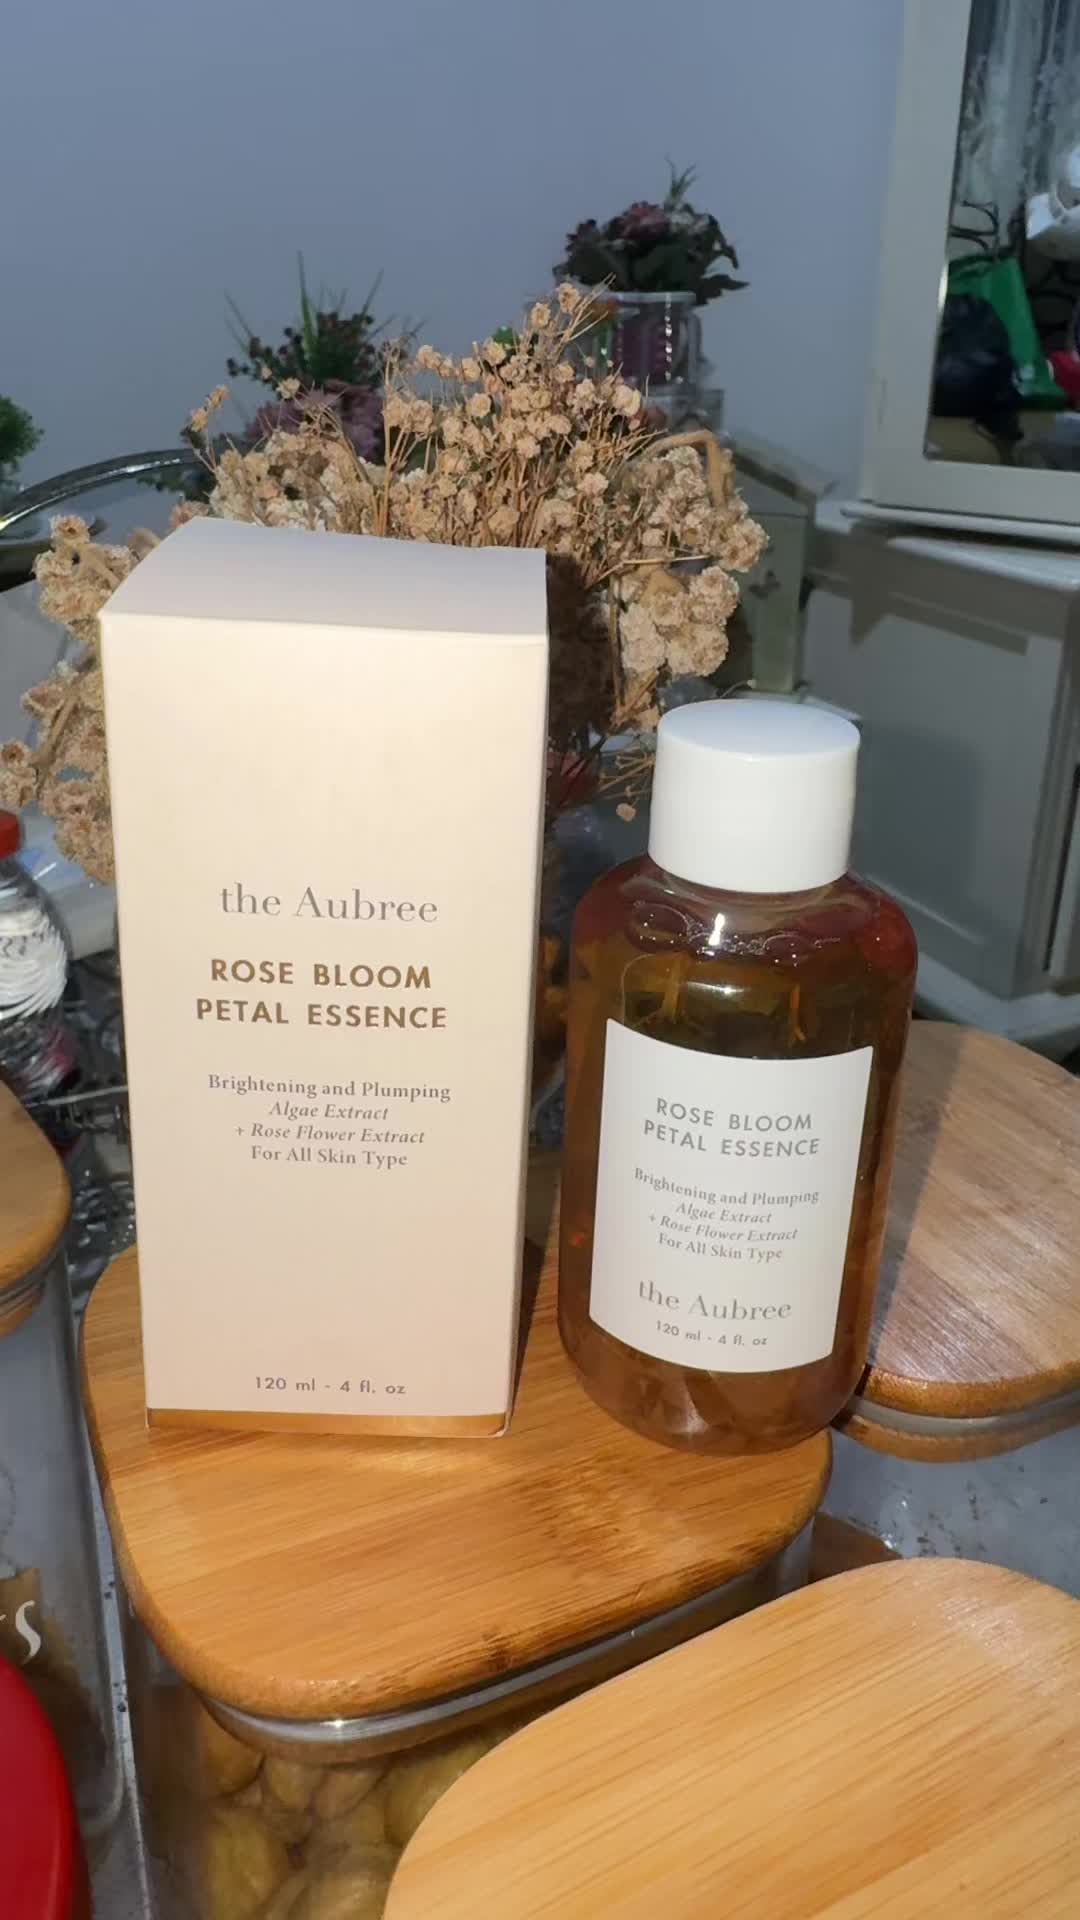 the Aubree
ROSE BLOOM
PETAL ESSENCE
Brightening and Plumping
Algae Extract
+ Rose Flower Extract
For All Skin Type
120 ml - 4 fl. oz
ROSE BLOOM
PETAL ESSENCE
Brightening and Plumping
Algae Extract
+ Rose Flower Extract
For All Skin Type
the Aubree
120 ml - 4 fl. oz